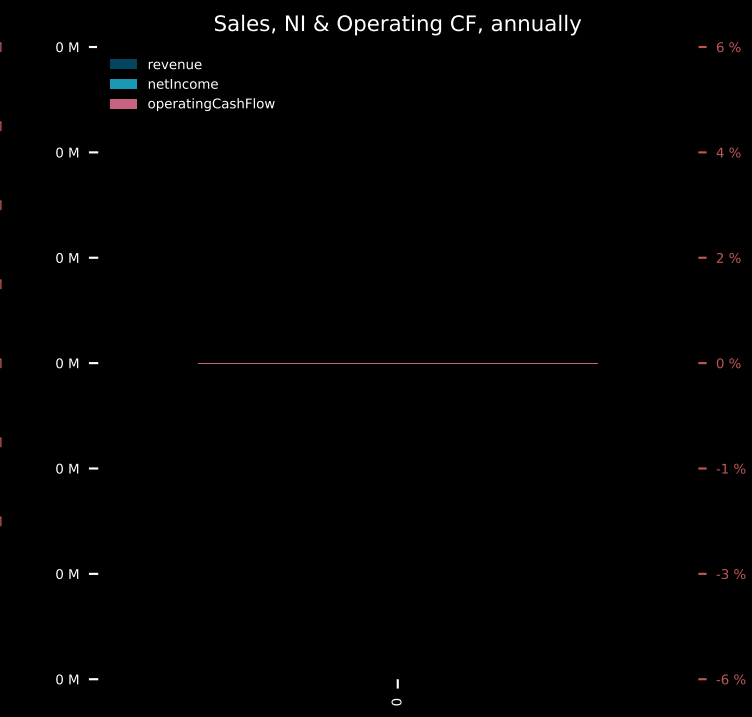 Sales, NI & Operating CF, annually
0 M
6 %
revenue
netIncome
operatingCashFlow
0 M
4 %
0 M
2 %
0 M
0 %
0 M
-1 %
0 M
-3 %
0 M
-6 %
0